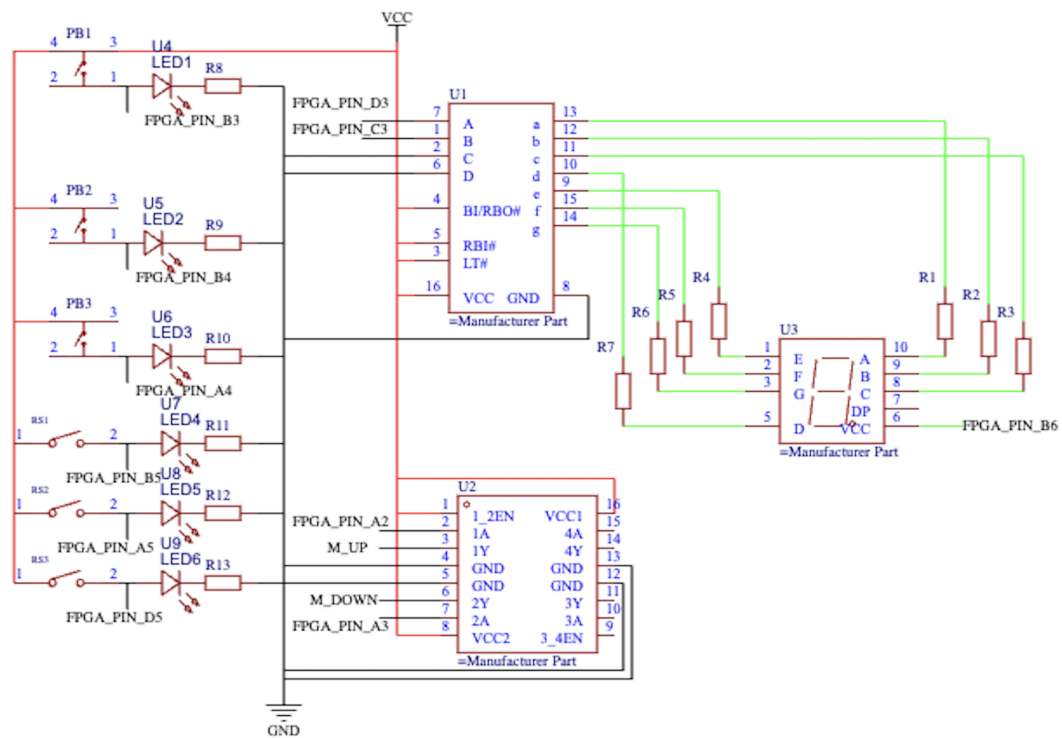 VCC
PB1
4 3
2 1
U4
LED1
R8
FPGA_PIN_B3
PB2
4 3
2 1
U5
LED2
R9
FPGA_PIN_B4
PB3
4 3
2 1
U6
LED3
R10
FPGA_PIN_A4
RS1
1 2
U7
LED4
R11
FPGA_PIN_B5
RS2
1 2
U8
LED5
R12
FPGA_PIN_A5
RS3
1 2
U9
LED6
R13
FPGA_PIN_D5
GND
U1
FPGA_PIN_D3
FPGA_PIN_C3
7 A a 13
1 B b 12
2 C c 11
6 D d 10
e 9
4 BI/RBO# f 15
g 14
5 RBI#
3 LT#
16 VCC GND 8
=Manufacturer Part
R1
R2
R3
R4
R5
R6
R7
U3
1 E A 10
2 F B 9
3 G C 8
DP 7
5 D VCC 6
FPGA_PIN_B6
=Manufacturer Part
U2
FPGA_PIN_A2
M_UP
M_DOWN
FPGA_PIN_A3
1 1_2EN VCC1 16
2 1A 4A 15
3 1Y 4Y 14
4 GND GND 13
5 GND GND 12
6 2Y 3Y 11
7 2A 3A 10
8 VCC2 3_4EN 9
=Manufacturer Part